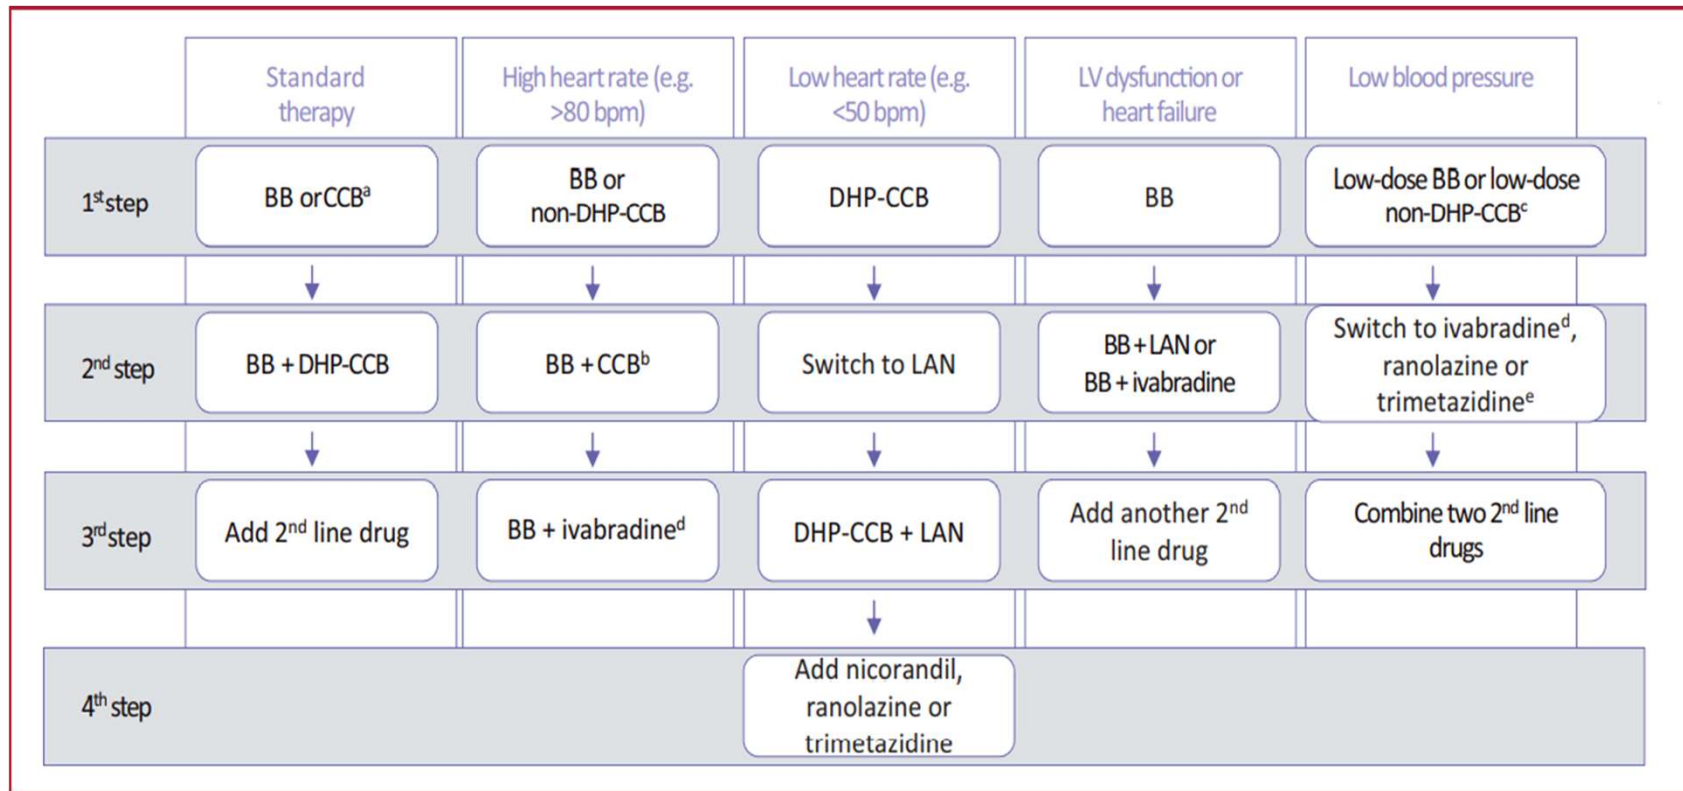 Standard
therapy
High heart rate (e.g.
>80 bpm)
Low heart rate (e.g.
<50 bpm)
LV dysfunction or
heart failure
Low blood pressure
1st step
BB orCCBa
BB or
non-DHP-CCB
DHP-CCB
BB
Low-dose BB or low-dose
non-DHP-CCBc
2nd step
BB + DHP-CCB
BB + CCBb
Switch to LAN
BB + LAN or
BB + ivabradine
Switch to ivabradined,
ranolazine or
trimetazidinee
3rd step
Add 2nd line drug
BB + ivabradined
DHP-CCB + LAN
Add another 2nd
line drug
Combine two 2nd line
drugs
4th step
Add nicorandil,
ranolazine or
trimetazidine